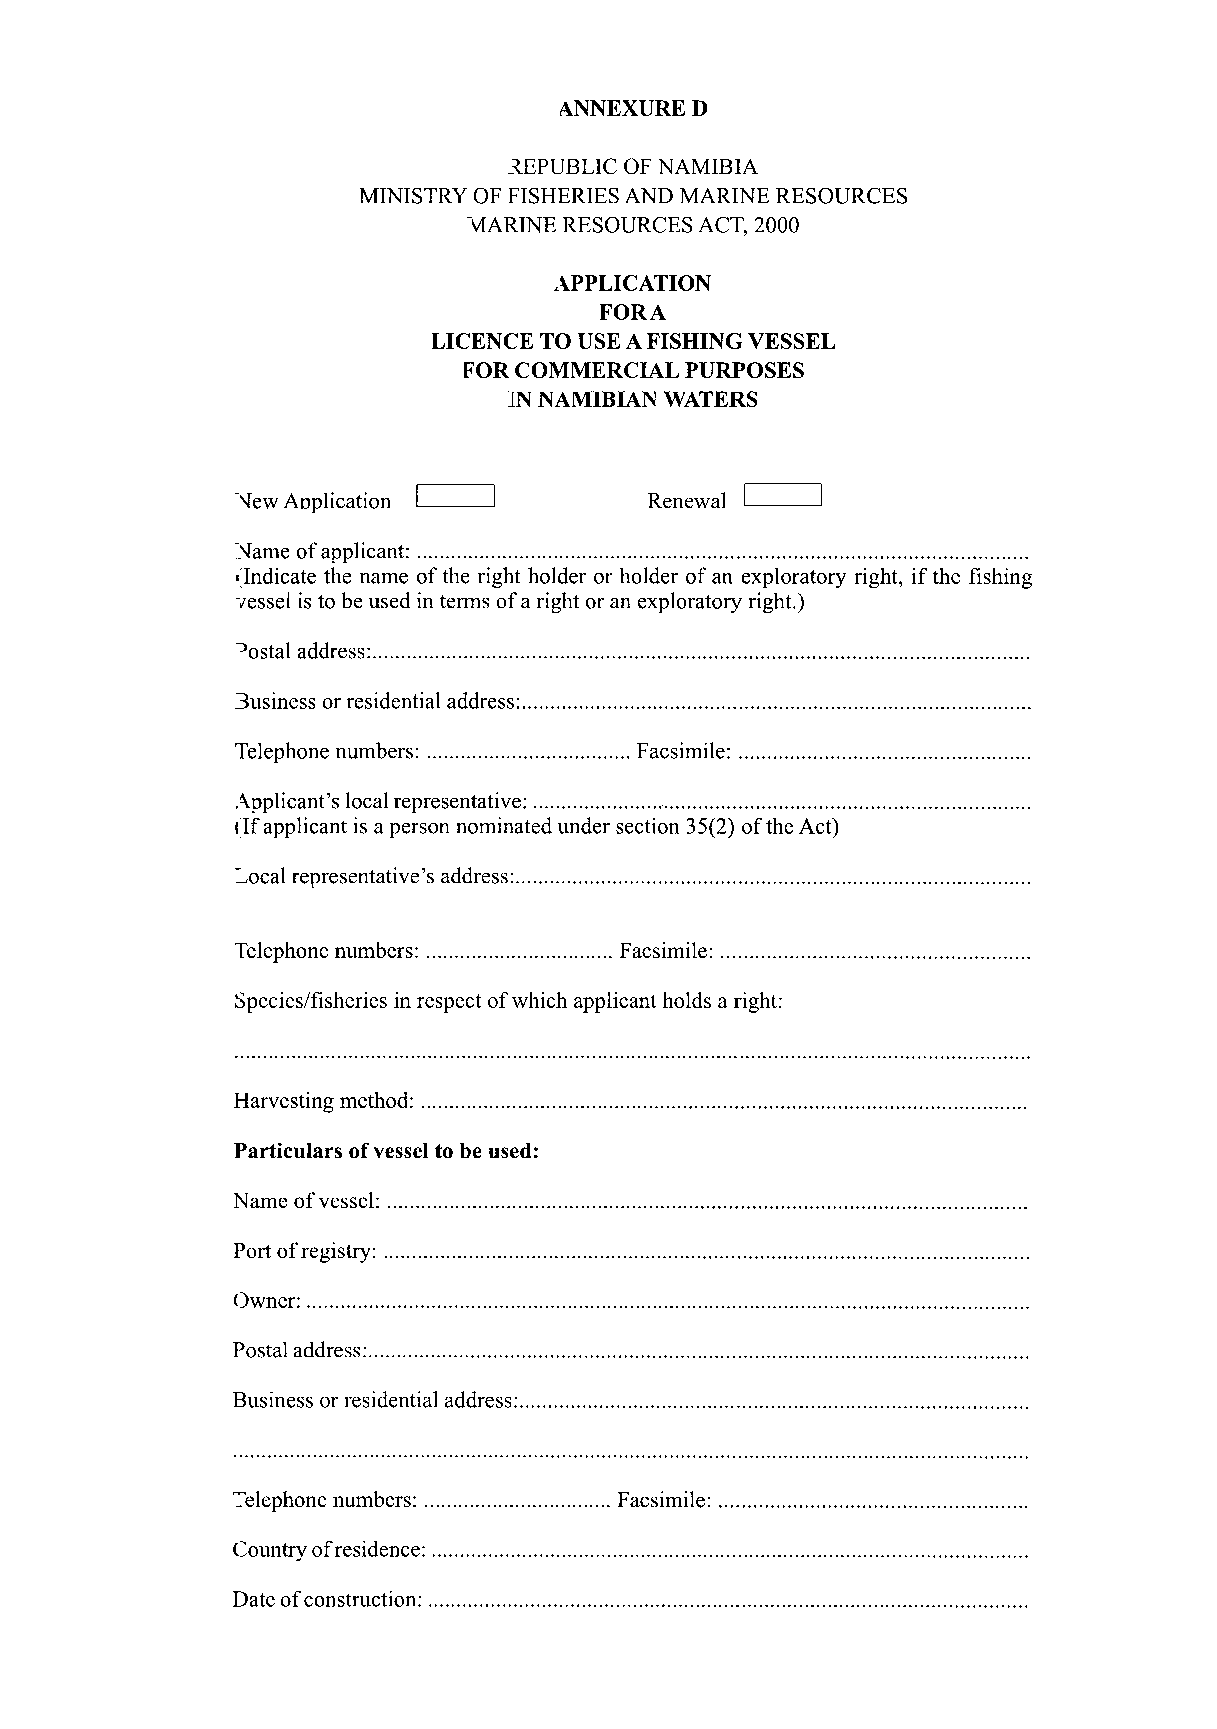 ANNEXURE D
REPUBLIC OF NAMIBIA
MINISTRY OF FISHERIES AND MARINE RESOURCES
MARINE RESOURCES ACT, 2000
APPLICATION
FOR A
LICENCE TO USE A FISHING VESSEL
FOR COMMERCIAL PURPOSES
IN NAMIBIAN WATERS
New Application Renewal
Name of applicant: ........................................
(Indicate the name of the right holder or holder of an exploratory right, if the fishing
vessel is to be used in terms of a right or an exploratory right.)
Postal address:........................................
Business or residential address:........................................
Telephone numbers: .................... Facsimile: ....................
Applicant's local representative: ........................................
(If applicant is a person nominated under section 35(2) of the Act)
Local representative's address:........................................
Telephone numbers: .................... Facsimile: ....................
Species/fisheries in respect of which applicant holds a right:
........................................
Harvesting method: ........................................
Particulars of vessel to be used:
Name of vessel: ........................................
Port of registry: ........................................
Owner: ........................................
Postal address:........................................
Business or residential address:........................................
........................................
Telephone numbers: .................... Facsimile: ....................
Country of residence: ........................................
Date of construction: ........................................